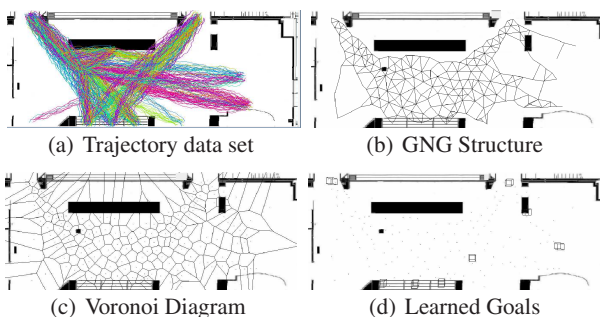 (a) Trajectory data set
(b) GNG Structure
(c) Voronoi Diagram
(d) Learned Goals